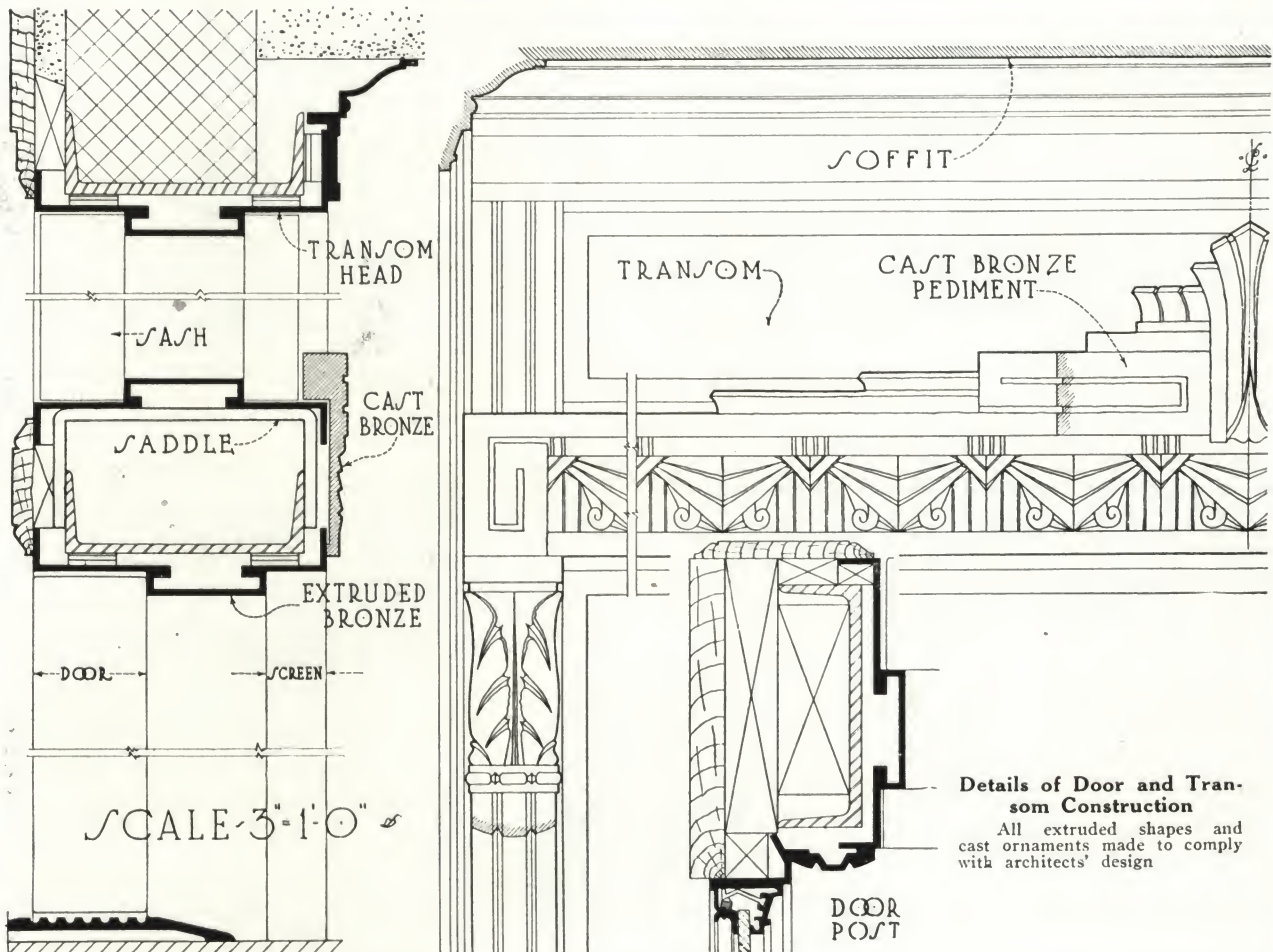 SOFFIT
℄
TRANSOM
HEAD
TRANSOM
CAST BRONZE
PEDIMENT
SASH
CAST
BRONZE
SADDLE
EXTRUDED
BRONZE
DOOR
SCREEN
SCALE-3"=1'-0"
Details of Door and Tran-
som Construction
All extruded shapes and
cast ornaments made to comply
with architects' design
DOOR
POST